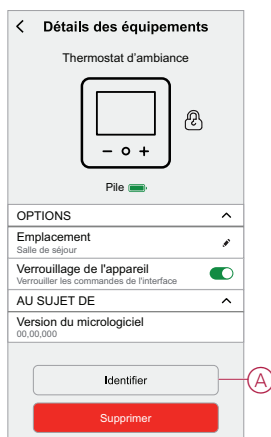 Détails des équipements
Thermostat d'ambiance
Pile
OPTIONS
Emplacement
Salle de séjour
Verrouillage de l'appareil
Verrouiller les commandes de l'interface
AU SUJET DE
Version du micrologiciel
00,00,000
Identifier
A
Supprimer